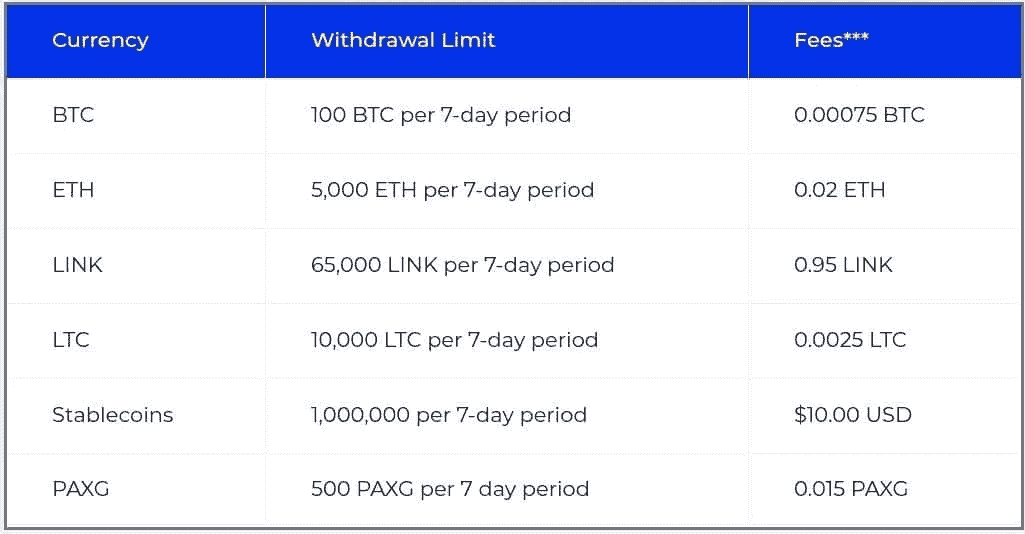 Currency Withdrawal Limit Fees***
BTC 100 BTC per 7-day period 0.00075 BTC
ETH 5,000 ETH per 7-day period 0.02 ETH
LINK 65,000 LINK per 7-day period 0.95 LINK
LTC 10,000 LTC per 7-day period 0.0025 LTC
Stablecoins 1,000,000 per 7-day period $10.00 USD
PAXG 500 PAXG per 7 day period 0.015 PAXG